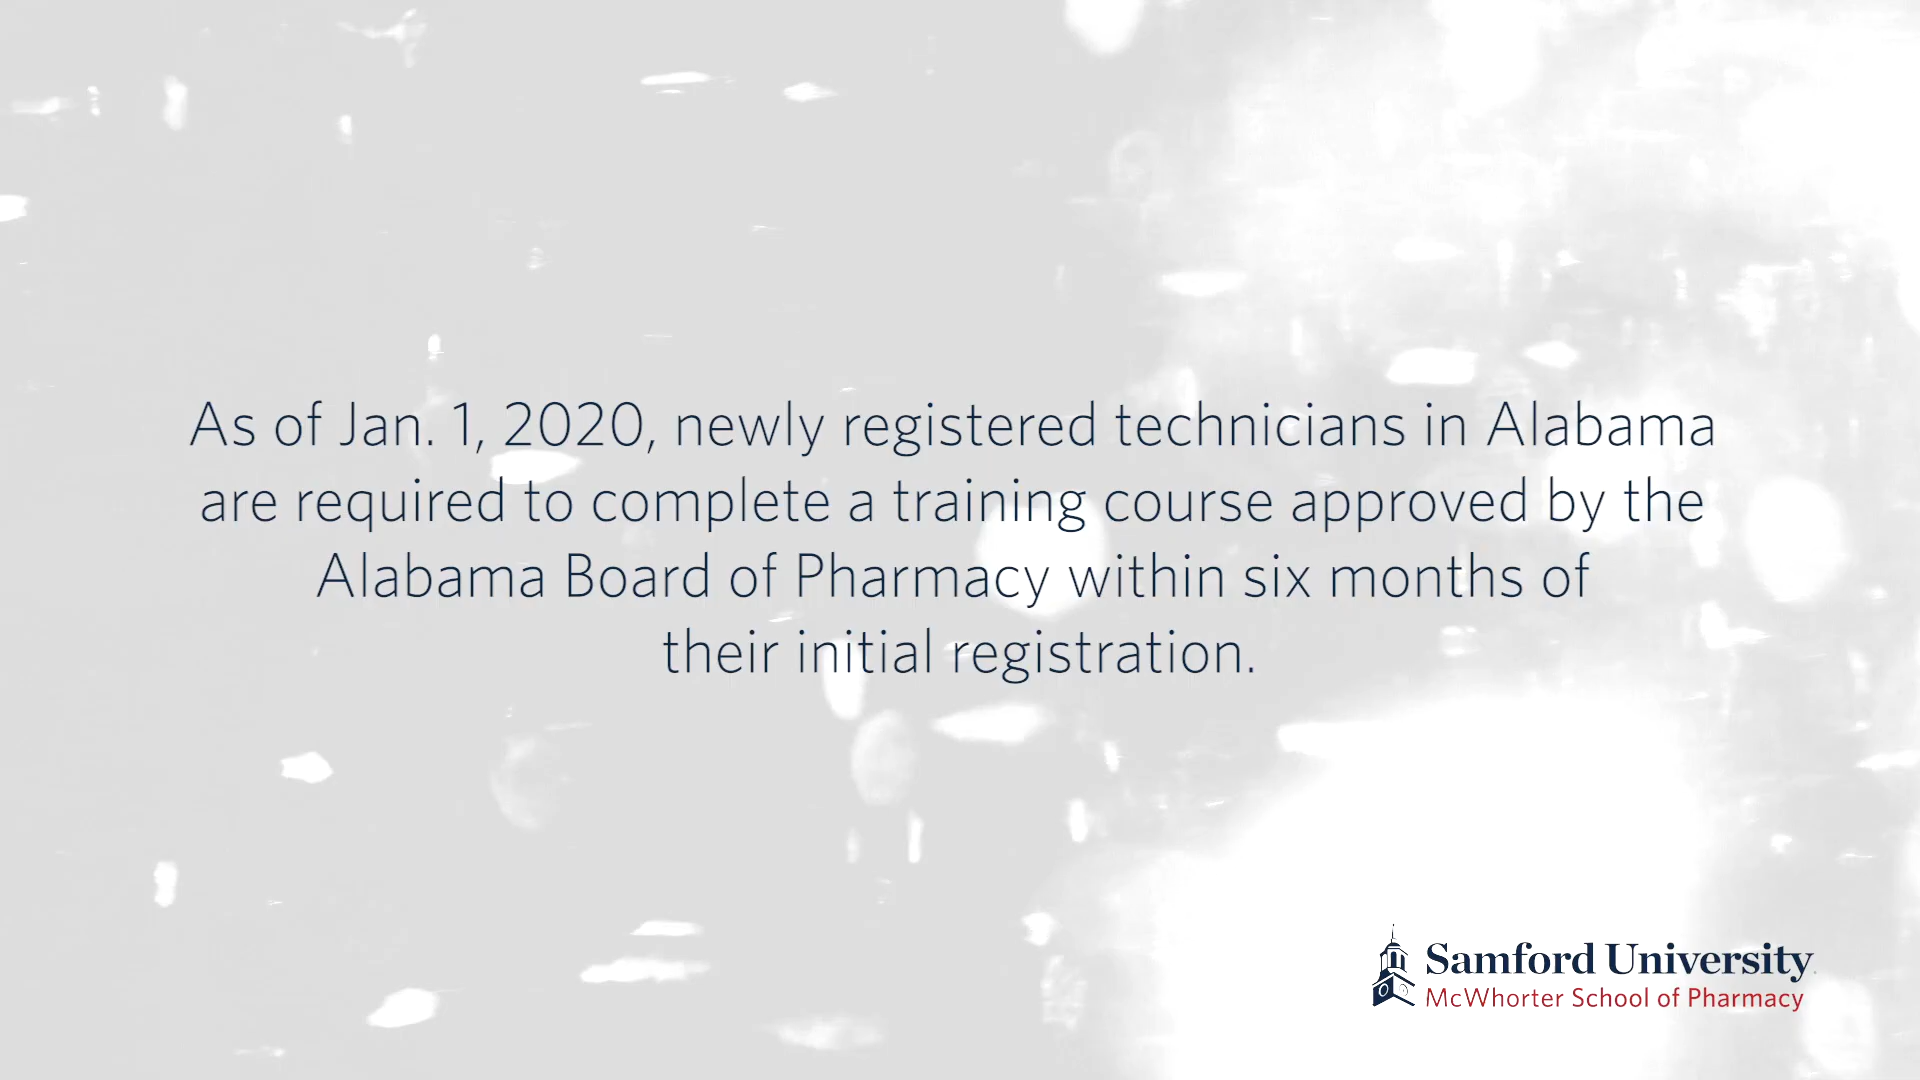 As of Jan. 1, 2020, newly registered technicians in Alabama
are required to complete a training course approved by the
Alabama Board of Pharmacy within six months of
their initial registration.
Samford University
McWhorter School of Pharmacy